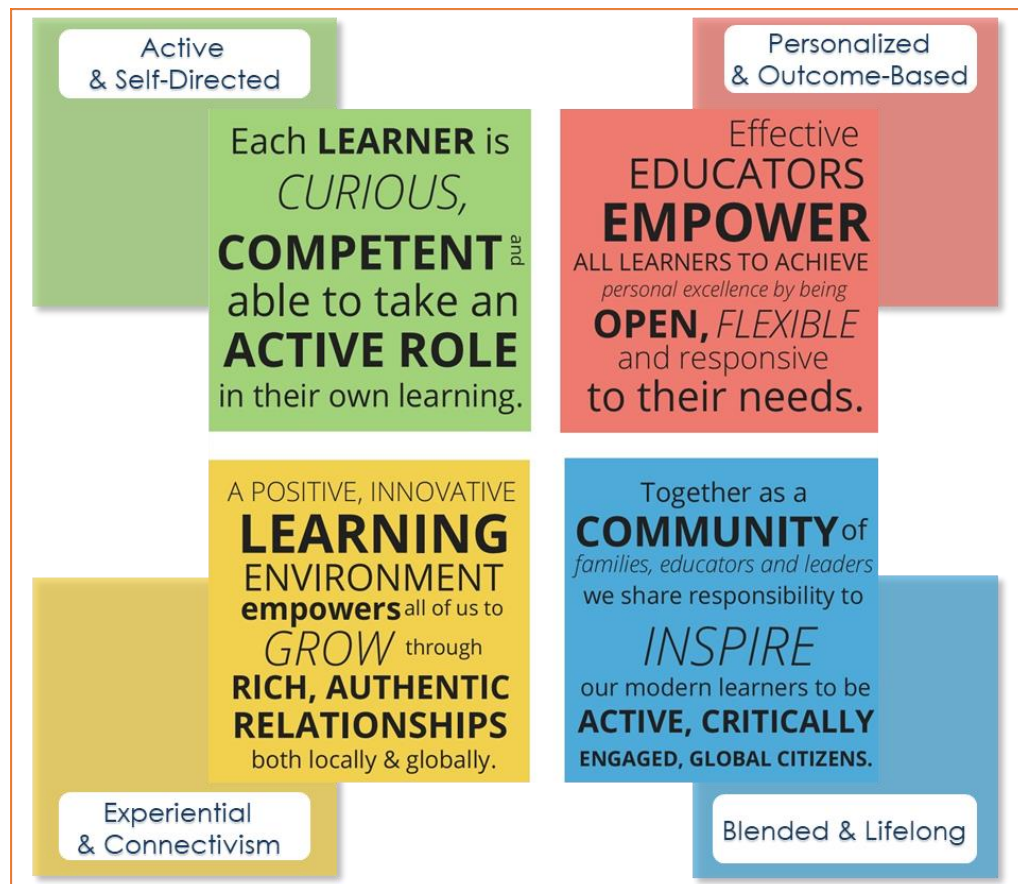 Active
& Self-Directed
Each LEARNER is
CURIOUS,
COMPETENT and
able to take an
ACTIVE ROLE
in their own learning.
Personalized
& Outcome-Based
Effective
EDUCATORS
EMPOWER
ALL LEARNERS TO ACHIEVE
personal excellence by being
OPEN, FLEXIBLE
and responsive
to their needs.
A POSITIVE, INNOVATIVE
LEARNING
ENVIRONMENT
empowers all of us to
GROW through
RICH, AUTHENTIC
RELATIONSHIPS
both locally & globally.
Experiential
& Connectivism
Together as a
COMMUNITY of
families, educators and leaders
we share responsibility to
INSPIRE
our modern learners to be
ACTIVE, CRITICALLY
ENGAGED, GLOBAL CITIZENS.
Blended & Lifelong